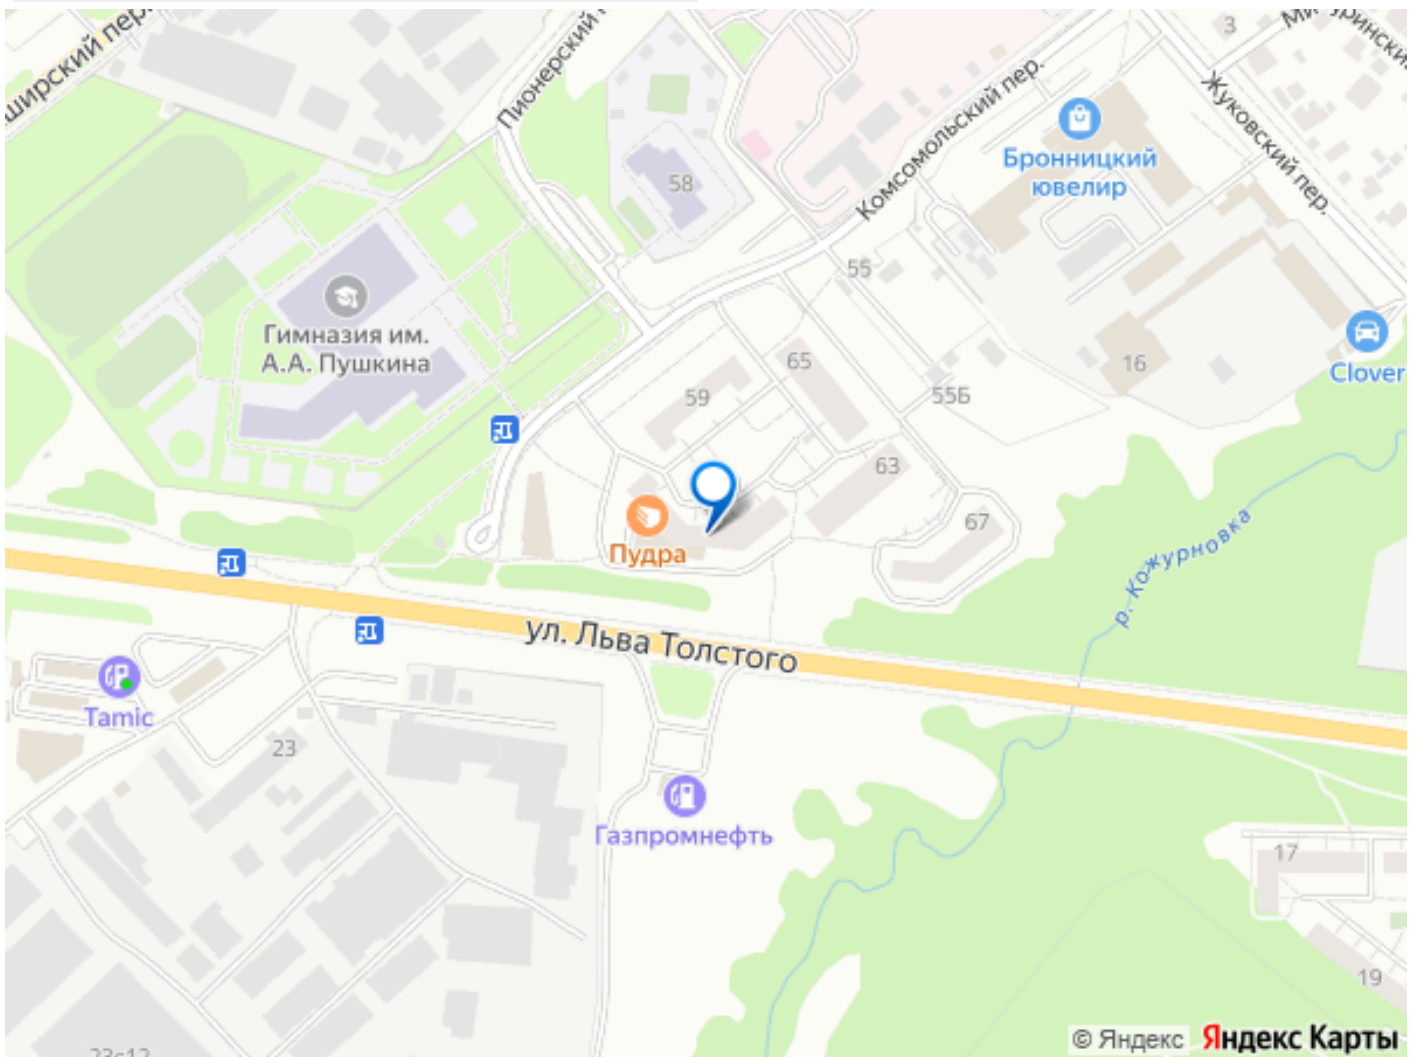 3
Пионерский
Комсомольский пер.
Жуковский пер.
Бронницкий
ювелир
58
55
Гимназия им.
А.А. Пушкина
65
16
Clover
59
55Б
63
67
Пудра
р. Кожурновка
ул. Льва Толстого
Tamic
23
Газпромнефть
17
19
© Яндекс Яндекс Карты